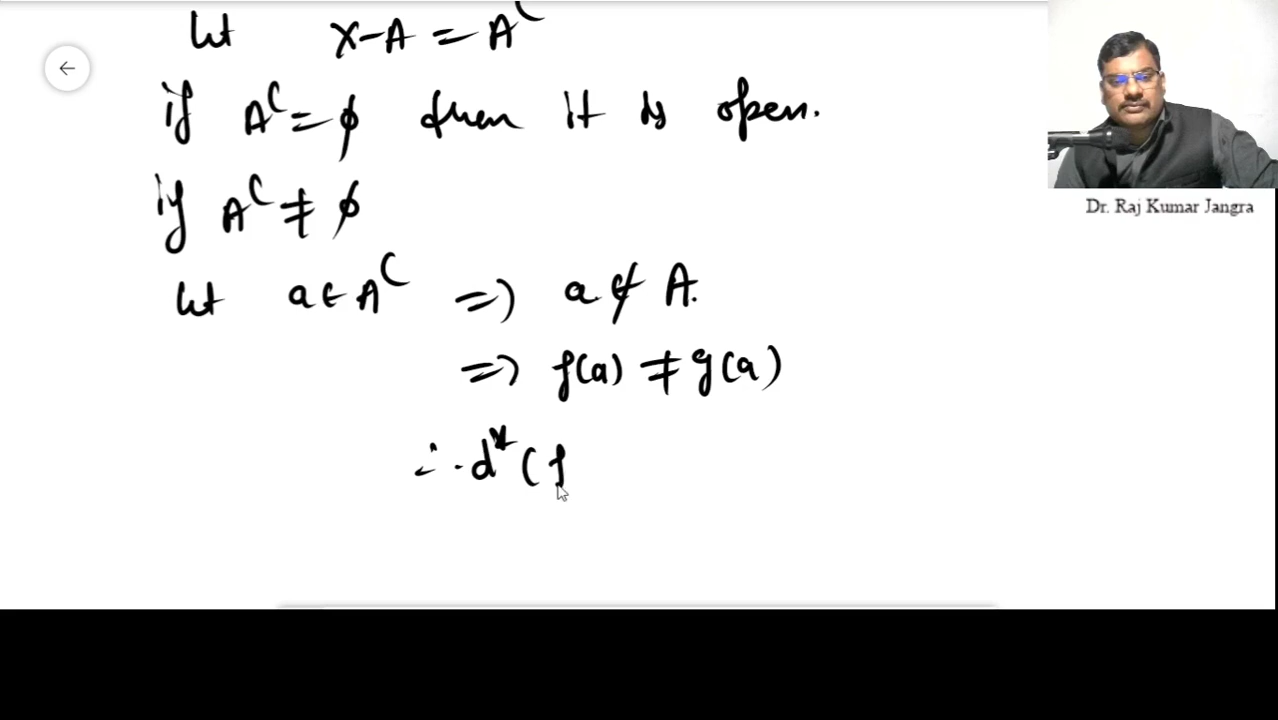 let X-A = A^C
if A^C = ϕ then it is open.
if A^C ≠ ϕ
let a ∈ A^C => a ∉ A.
=> f(a) ≠ g(a)
∴ d* (f
Dr. Raj Kumar Jangra